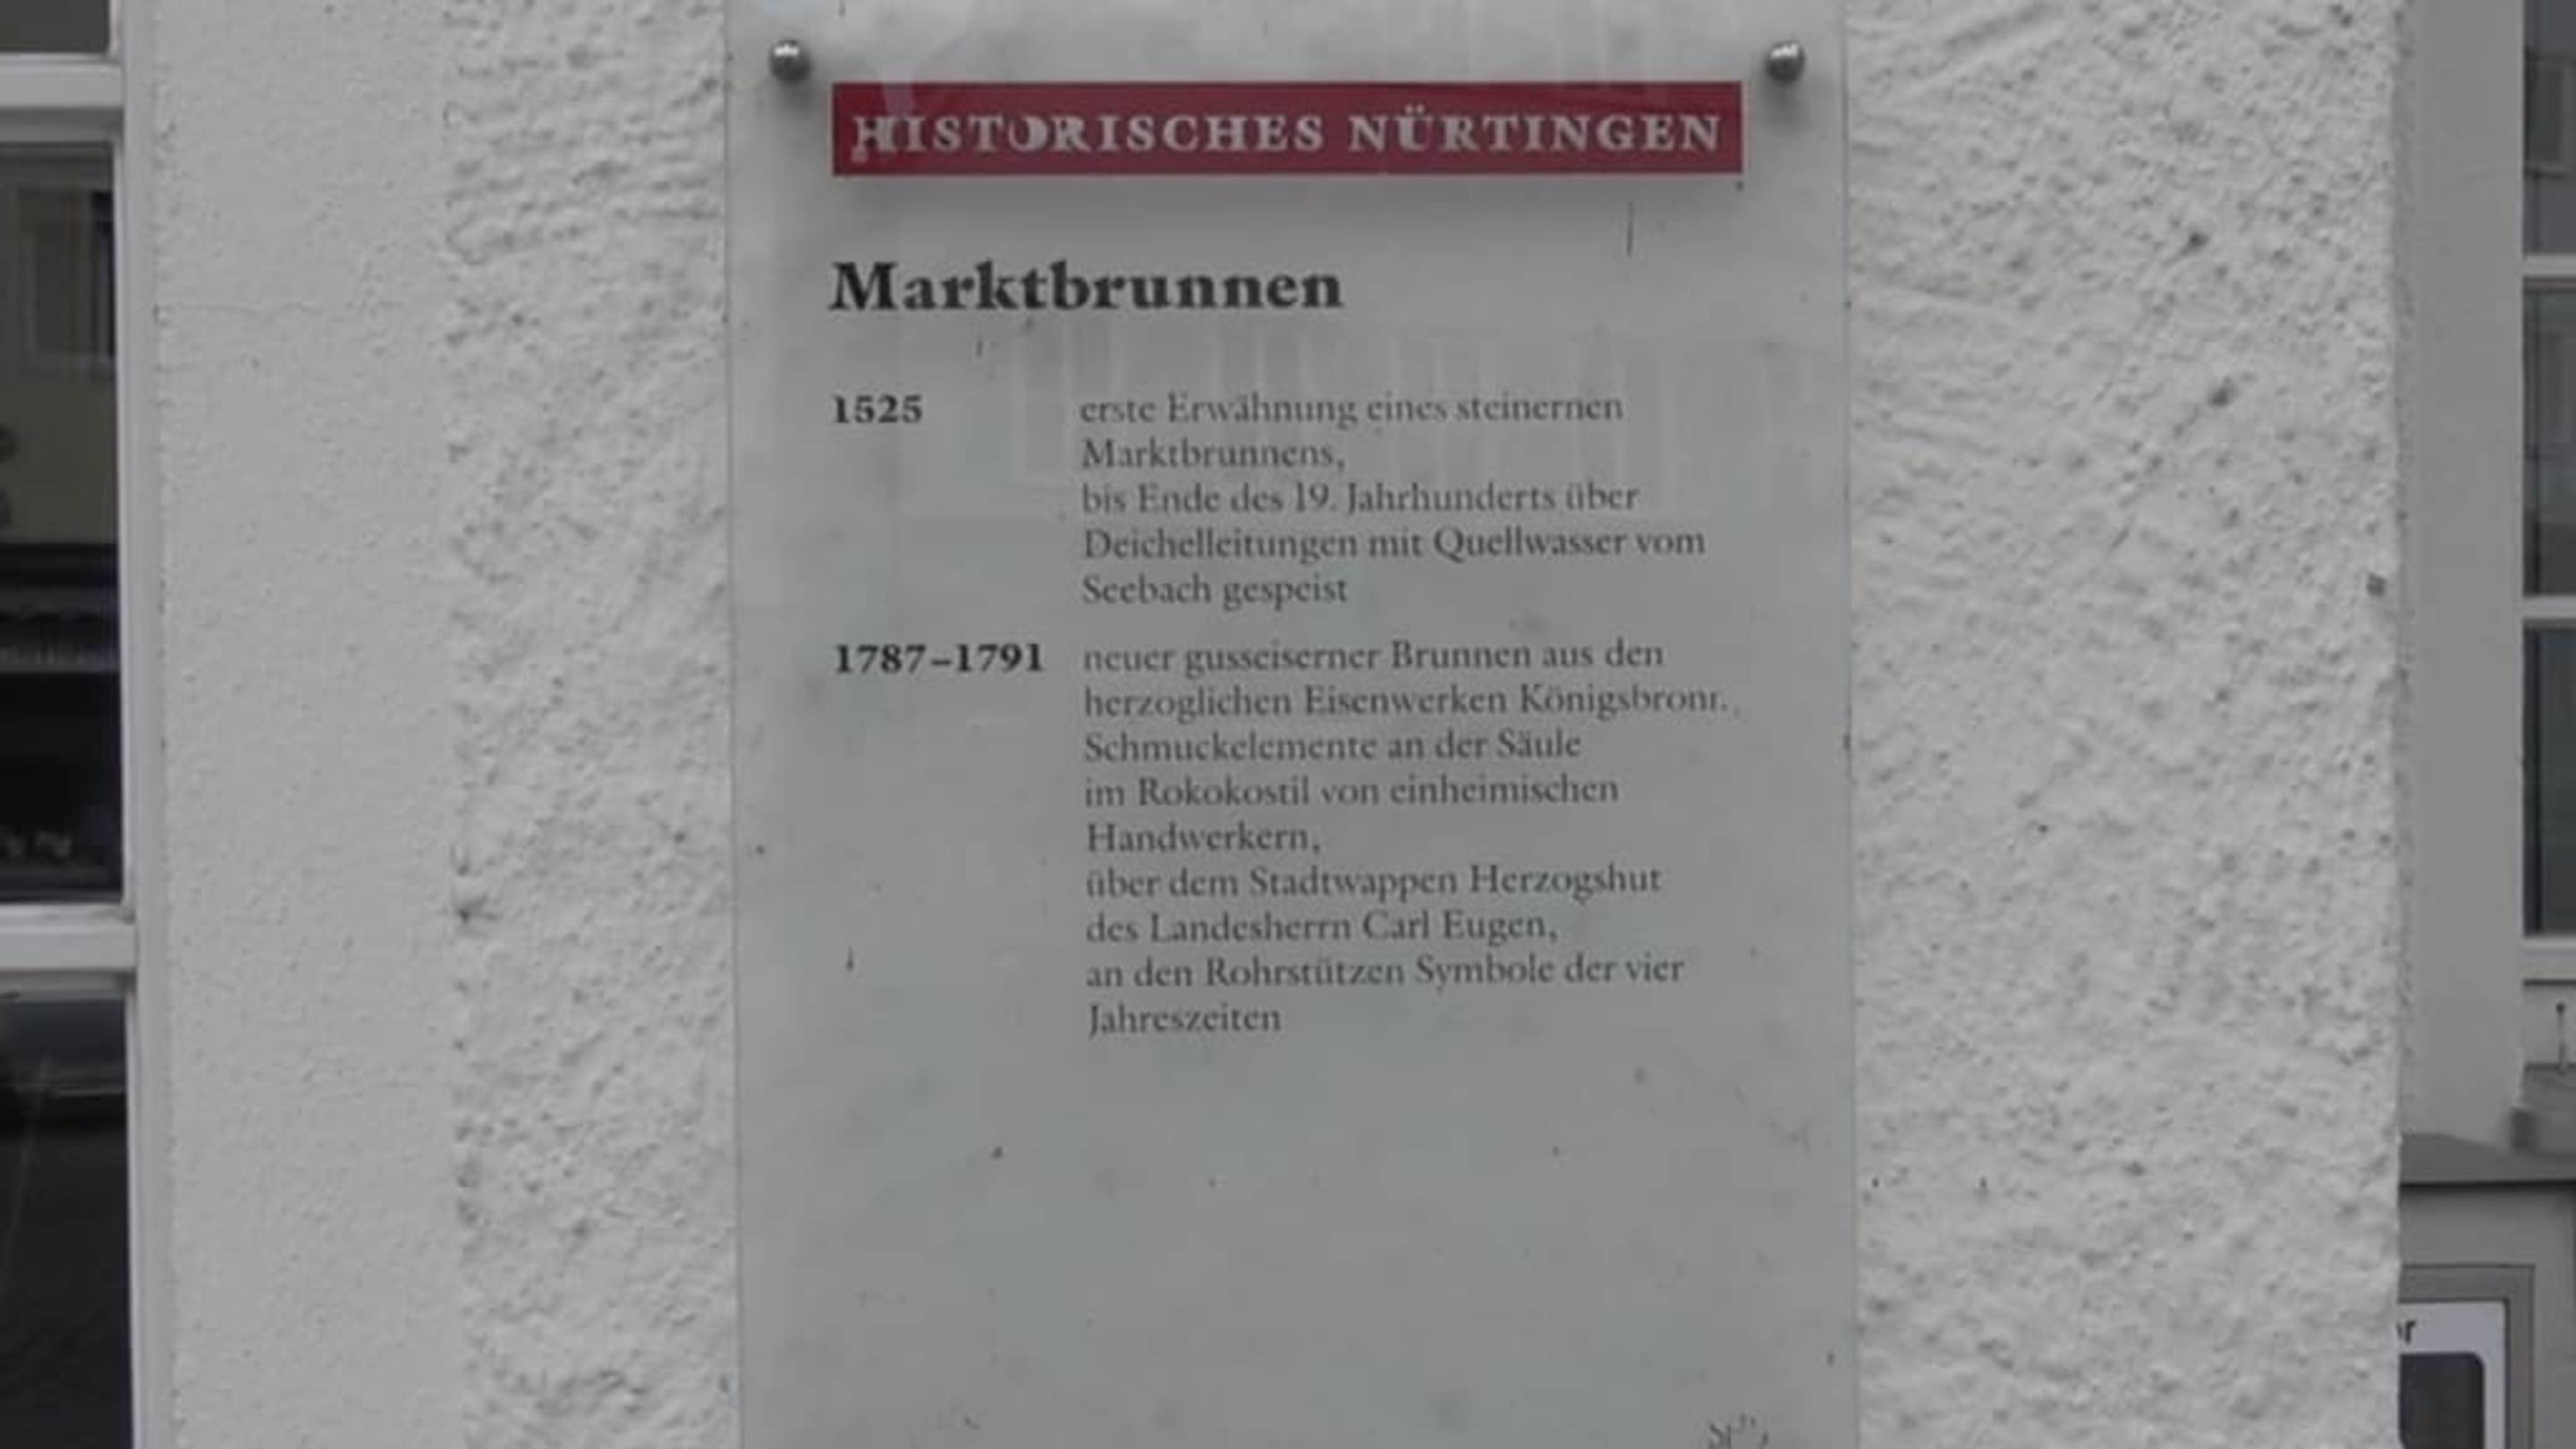 HISTORISCHES NÜRTINGEN
Marktbrunnen
1525 erste Erwähnung eines steinernen
Marktbrunnens,
bis Ende des 19. Jahrhunderts über
Deichelleitungen mit Quellwasser vom
Seebach gespeist
1787–1791 neuer gusseiserner Brunnen aus den
herzoglichen Eisenwerken Königsbronn.
Schmuckelemente an der Säule
im Rokokostil von einheimischen
Handwerkern,
über dem Stadtwappen Herzogshut
des Landesherrn Carl Eugen,
an den Rohrstützen Symbole der vier
Jahreszeiten